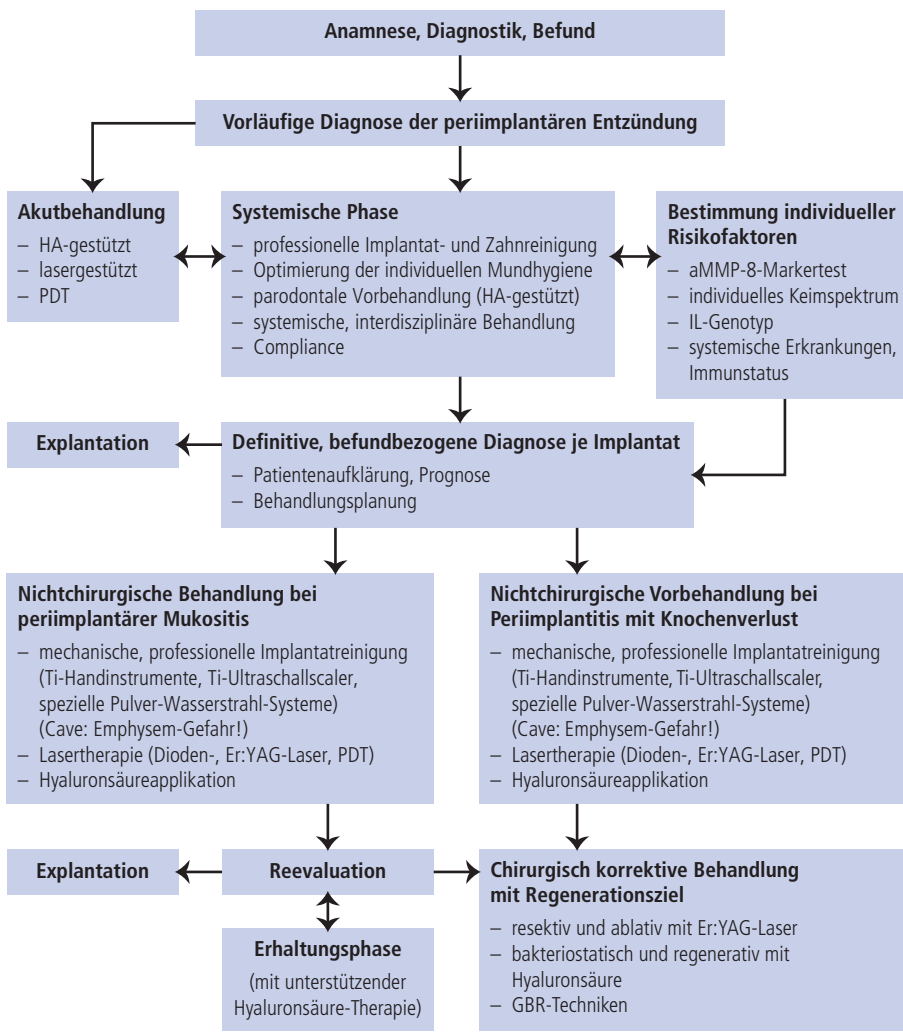 Anamnese, Diagnostik, Befund
Vorläufige Diagnose der periimplantären Entzündung
Akutbehandlung
– HA-gestützt
– lasergestützt
– PDT
Systemische Phase
– professionelle Implantat- und Zahnreinigung
– Optimierung der individuellen Mundhygiene
– parodontale Vorbehandlung (HA-gestützt)
– systemische, interdisziplinäre Behandlung
– Compliance
Bestimmung individueller
Risikofaktoren
– aMMP-8-Markertest
– individuelles Keimspektrum
– IL-Genotyp
– systemische Erkrankungen,
Immunstatus
Explantation
Definitive, befundbezogene Diagnose je Implantat
– Patientenaufklärung, Prognose
– Behandlungsplanung
Nichtchirurgische Behandlung bei
periimplantärer Mukositis
– mechanische, professionelle Implantatreinigung
(Ti-Handinstrumente, Ti-Ultraschallscaler,
spezielle Pulver-Wasserstrahl-Systeme)
(Cave: Emphysem-Gefahr!)
– Lasertherapie (Dioden-, Er:YAG-Laser, PDT)
– Hyaluronsäureapplikation
Nichtchirurgische Vorbehandlung bei
Periimplantitis mit Knochenverlust
– mechanische, professionelle Implantatreinigung
(Ti-Handinstrumente, Ti-Ultraschallscaler,
spezielle Pulver-Wasserstrahl-Systeme)
(Cave: Emphysem-Gefahr!)
– Lasertherapie (Dioden-, Er:YAG-Laser, PDT)
– Hyaluronsäureapplikation
Explantation
Reevaluation
Erhaltungsphase
(mit unterstützender
Hyaluronsäure-Therapie)
Chirurgisch korrektive Behandlung
mit Regenerationsziel
– resektiv und ablativ mit Er:YAG-Laser
– bakteriostatisch und regenerativ mit
Hyaluronsäure
– GBR-Techniken